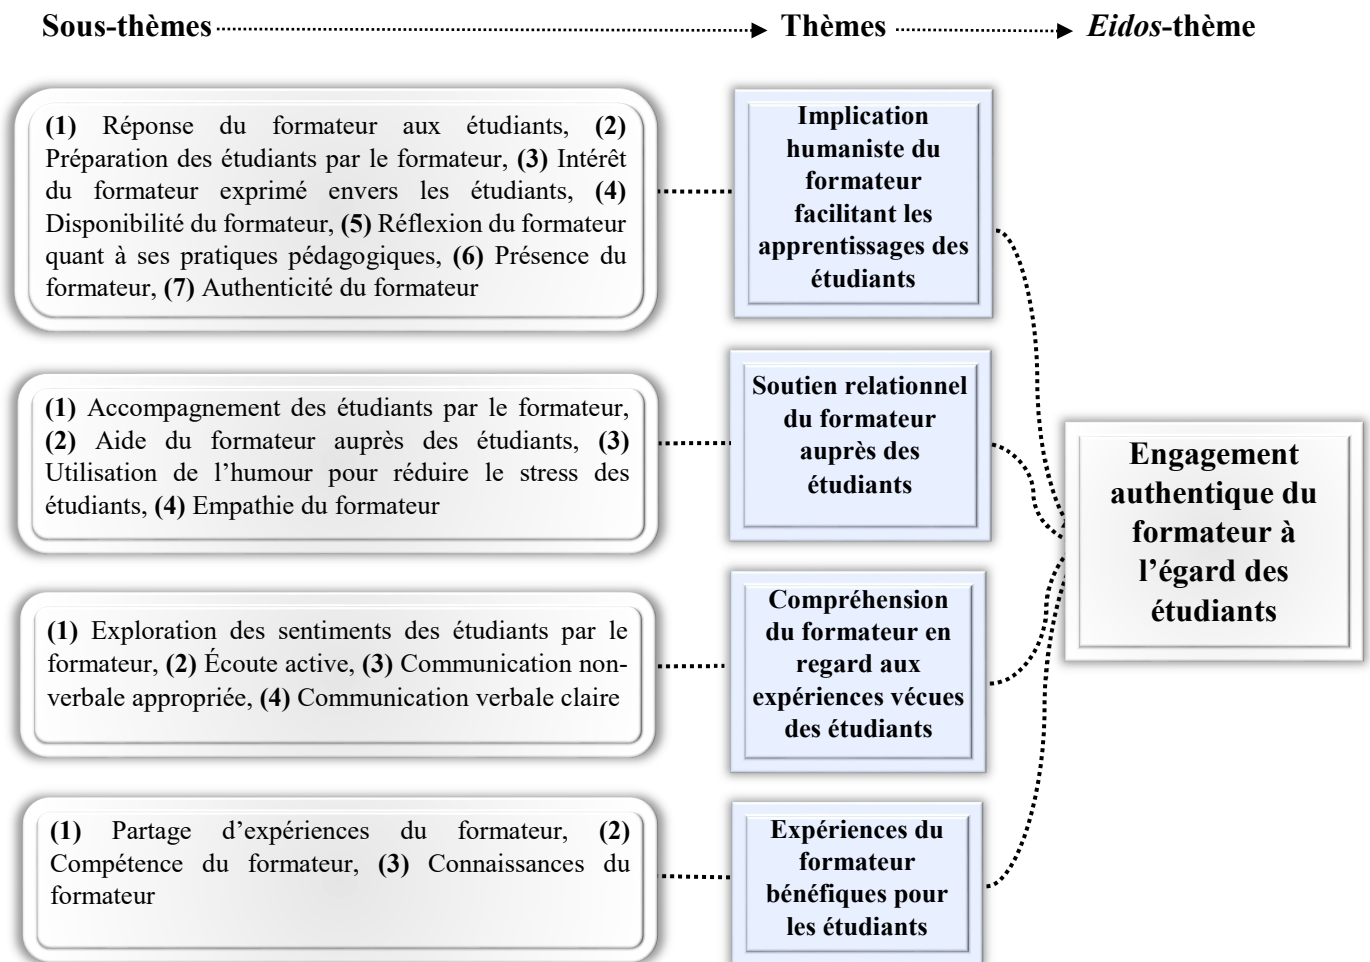 Sous-thèmes Thèmes Eidos-thème
(1) Réponse du formateur aux étudiants, (2)
Préparation des étudiants par le formateur, (3) Intérêt
du formateur exprimé envers les étudiants, (4)
Disponibilité du formateur, (5) Réflexion du formateur
quant à ses pratiques pédagogiques, (6) Présence du
formateur, (7) Authenticité du formateur
Implication
humaniste du
formateur
facilitant les
apprentissages des
étudiants
(1) Accompagnement des étudiants par le formateur,
(2) Aide du formateur auprès des étudiants, (3)
Utilisation de l’humour pour réduire le stress des
étudiants, (4) Empathie du formateur
Soutien relationnel
du formateur
auprès des
étudiants
(1) Exploration des sentiments des étudiants par le
formateur, (2) Écoute active, (3) Communication non-
verbale appropriée, (4) Communication verbale claire
Compréhension
du formateur en
regard aux
expériences vécues
des étudiants
(1) Partage d’expériences du formateur, (2)
Compétence du formateur, (3) Connaissances du
formateur
Expériences du
formateur
bénéfiques pour
les étudiants
Engagement
authentique du
formateur à
l’égard des
étudiants